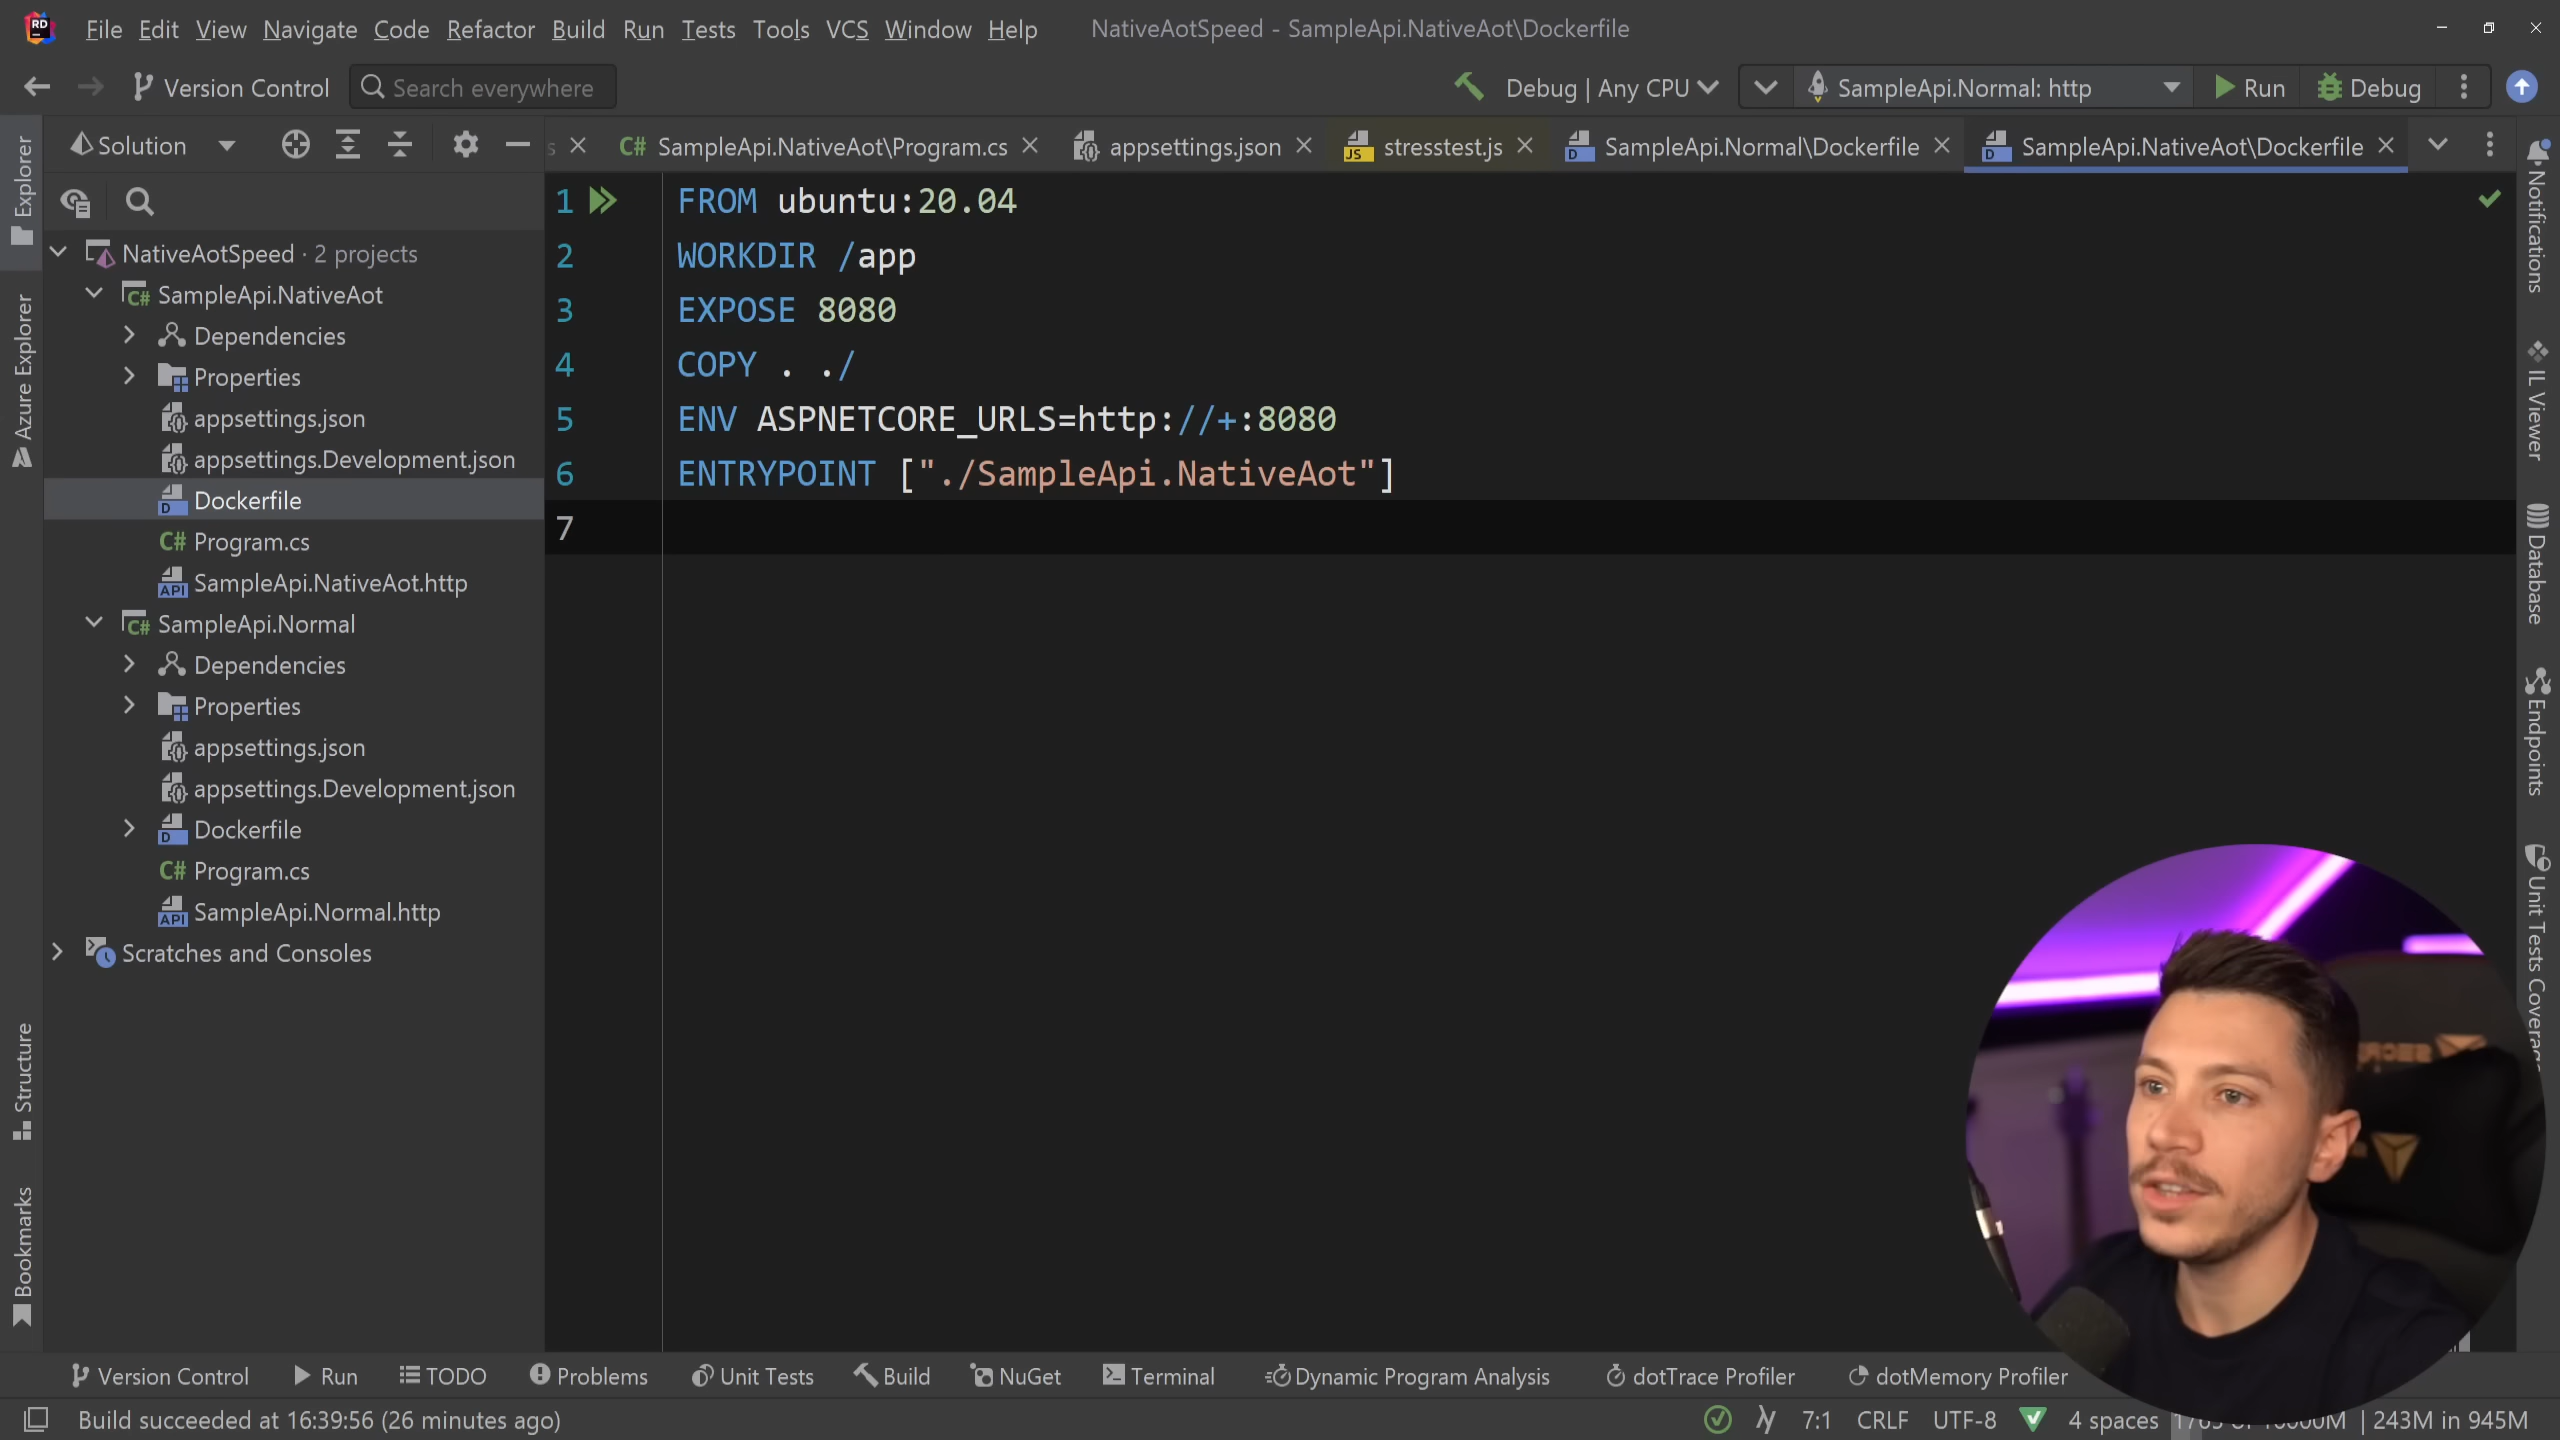 File Edit View Navigate Code Refactor Build Run Tests Tools VCS Window Help NativeAotSpeed - SampleApi.NativeAot\Dockerfile
Version Control Search everywhere Debug | Any CPU SampleApi.Normal: http Run Debug
Solution
SampleApi.NativeAot\Program.cs appsettings.json stresstest.js SampleApi.Normal\Dockerfile SampleApi.NativeAot\Dockerfile
Explorer
Azure Explorer
Structure
Bookmarks
NativeAotSpeed · 2 projects
SampleApi.NativeAot
Dependencies
Properties
appsettings.json
appsettings.Development.json
Dockerfile
Program.cs
SampleApi.NativeAot.http
SampleApi.Normal
Dependencies
Properties
appsettings.json
appsettings.Development.json
Dockerfile
Program.cs
SampleApi.Normal.http
Scratches and Consoles
1 FROM ubuntu:20.04
2 WORKDIR /app
3 EXPOSE 8080
4 COPY . ./
5 ENV ASPNETCORE_URLS=http://+:8080
6 ENTRYPOINT ["./SampleApi.NativeAot"]
7
Notifications
IL Viewer
Database
Endpoints
Unit Tests Coverage
Version Control Run TODO Problems Unit Tests Build NuGet Terminal Dynamic Program Analysis dotTrace Profiler dotMemory Profiler
Build succeeded at 16:39:56 (26 minutes ago) 7:1 CRLF UTF-8 4 spaces | 243M in 945M